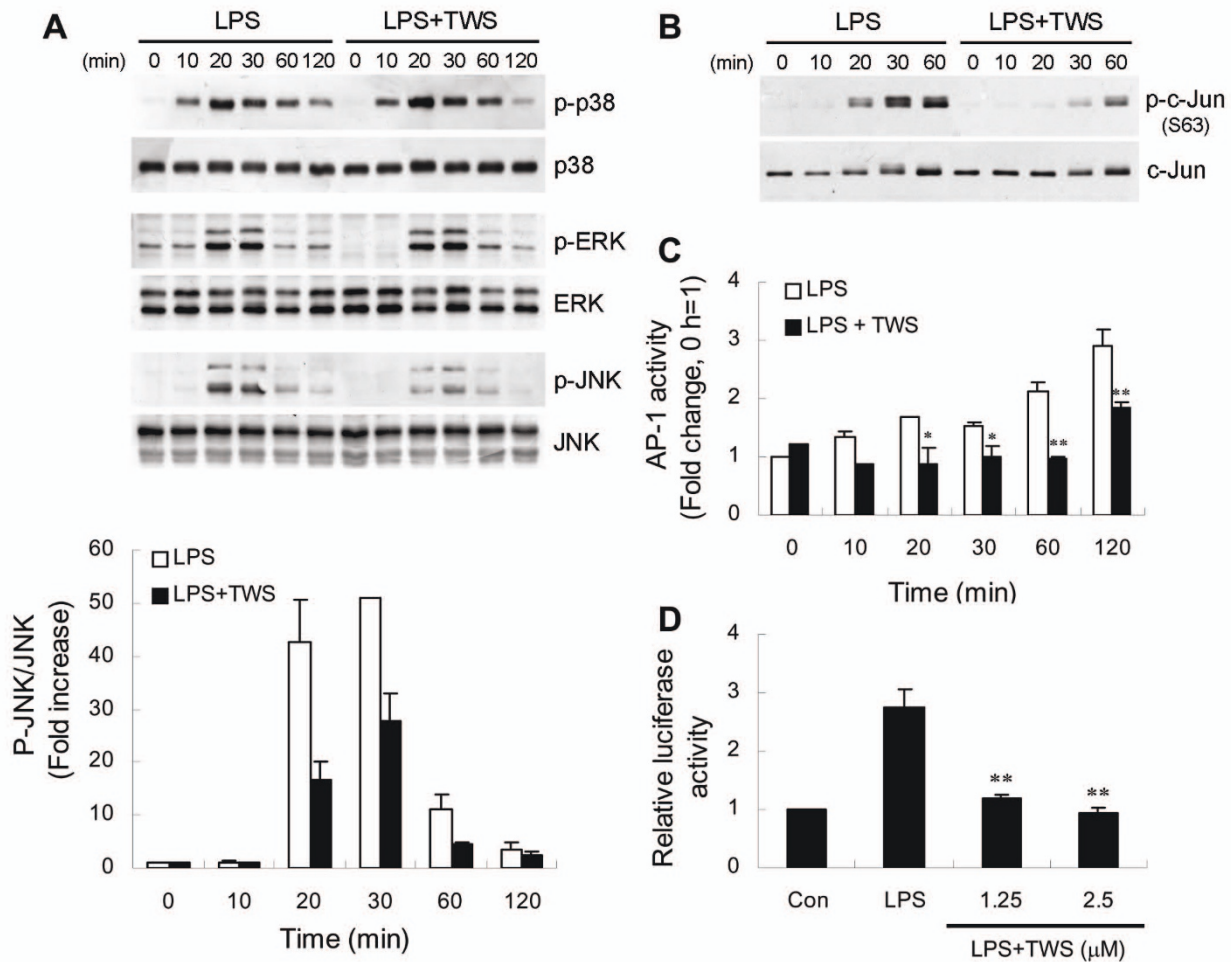 A
LPS LPS+TWS
(min) 0 10 20 30 60 120 0 10 20 30 60 120
p-p38
p38
p-ERK
ERK
p-JNK
JNK
60
50
40
30
20
10
0
P-JNK/JNK
(Fold increase)
LPS
LPS+TWS
0 10 20 30 60 120
Time (min)
B
LPS LPS+TWS
(min) 0 10 20 30 60 0 10 20 30 60
p-c-Jun
(S63)
c-Jun
C
4
3
2
1
0
AP-1 activity
(Fold change, 0 h=1)
LPS
LPS + TWS
* * ** **
0 10 20 30 60 120
Time (min)
D
4
3
2
1
0
Relative luciferase
activity
** **
Con LPS 1.25 2.5
LPS+TWS (μM)